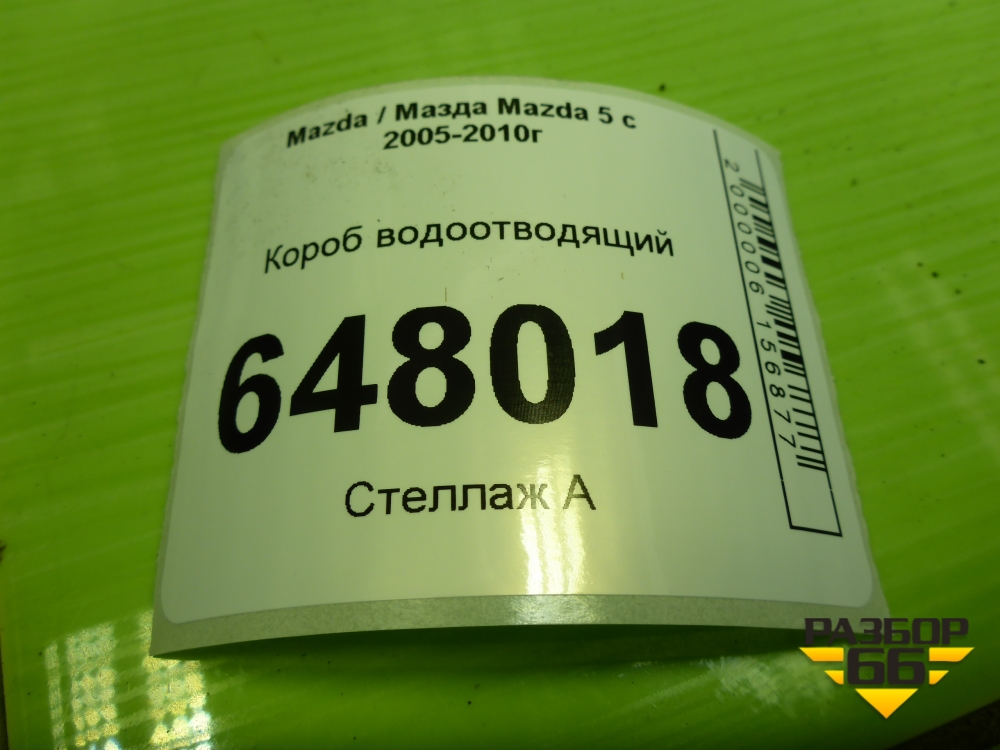 Mazda / Мазда Mazda 5 с
2005-2010г
Короб водоотводящий
648018
Стеллаж А
2000006156877
РАЗБОР
66